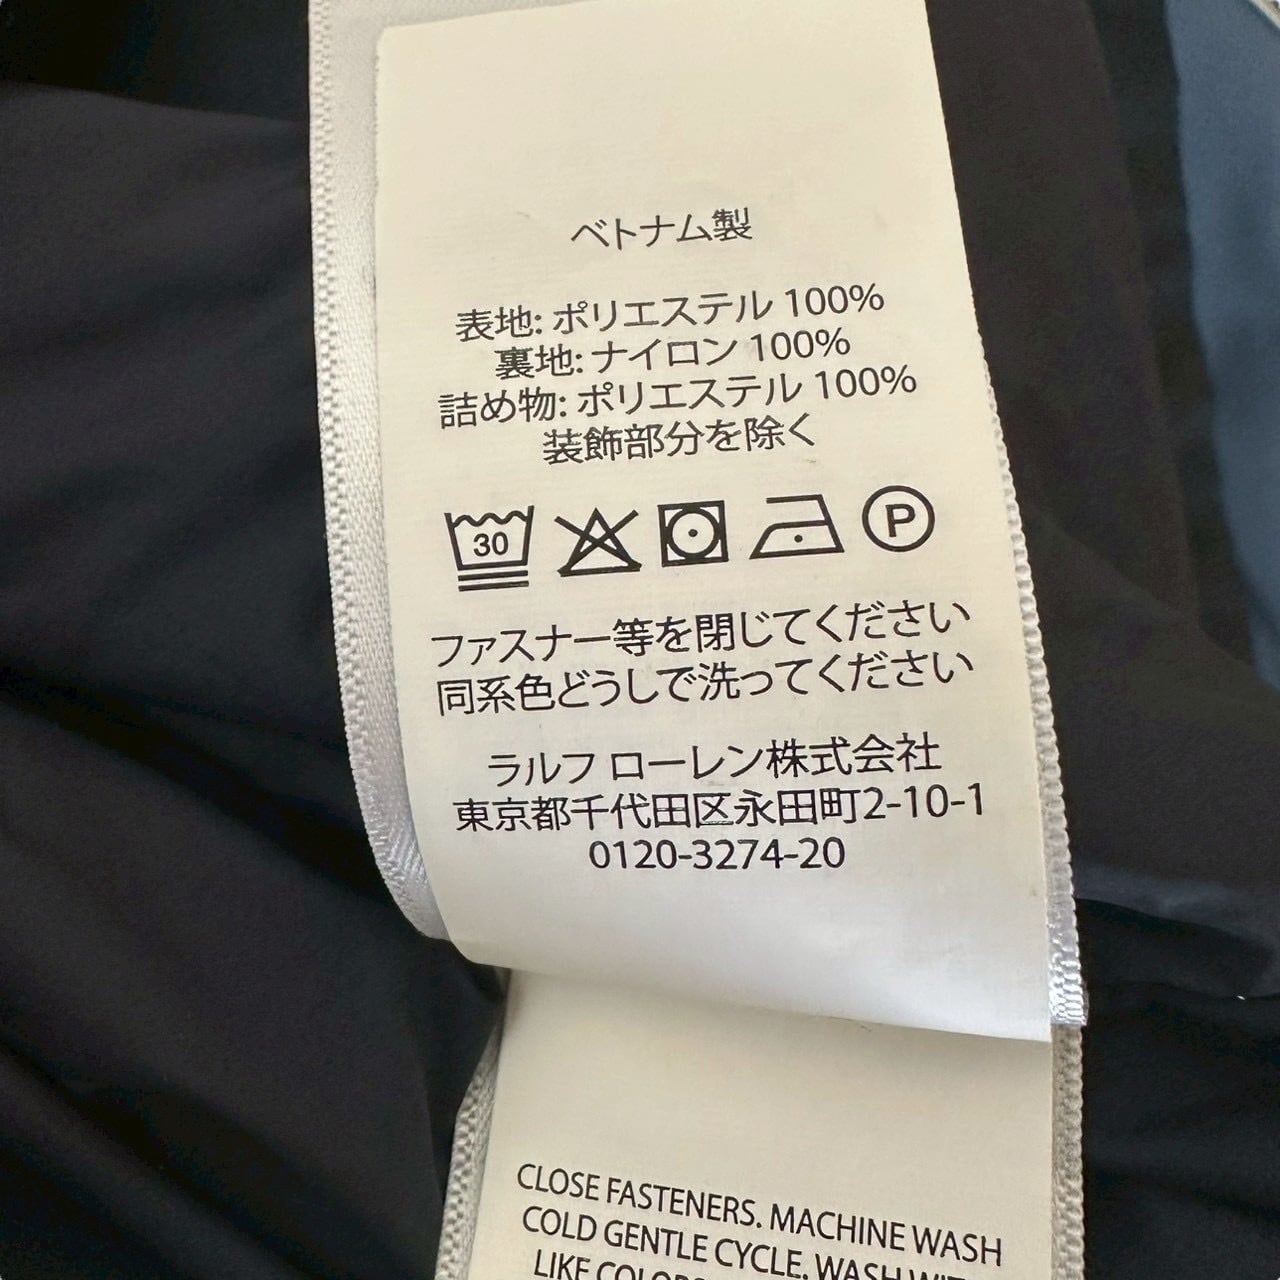 ベトナム製
表地: ポリエステル 100%
裏地: ナイロン 100%
詰め物: ポリエステル 100%
装飾部分を除く
30 P
ファスナー等を閉じてください
同系色どうしで洗ってください
ラルフ ローレン株式会社
東京都千代田区永田町2-10-1
0120-3274-20
CLOSE FASTENERS. MACHINE WASH
COLD GENTLE CYCLE. WASH WITH
LIKE COLORS